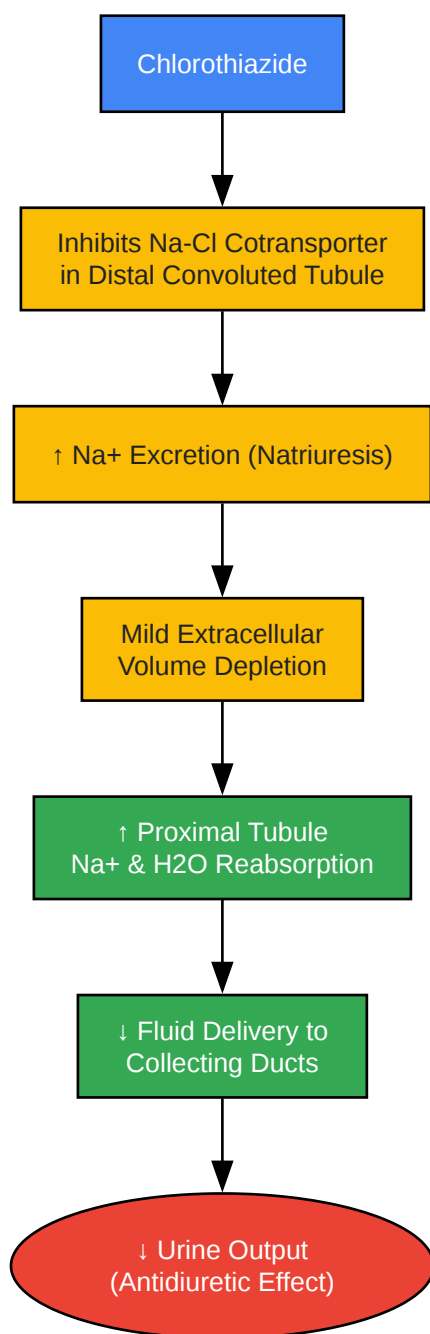 Chlorothiazide
Inhibits Na-Cl Cotransporter
in Distal Convoluted Tubule
↑ Na+ Excretion (Natriuresis)
Mild Extracellular
Volume Depletion
↑ Proximal Tubule
Na+ & H2O Reabsorption
↓ Fluid Delivery to
Collecting Ducts
↓ Urine Output
(Antidiuretic Effect)